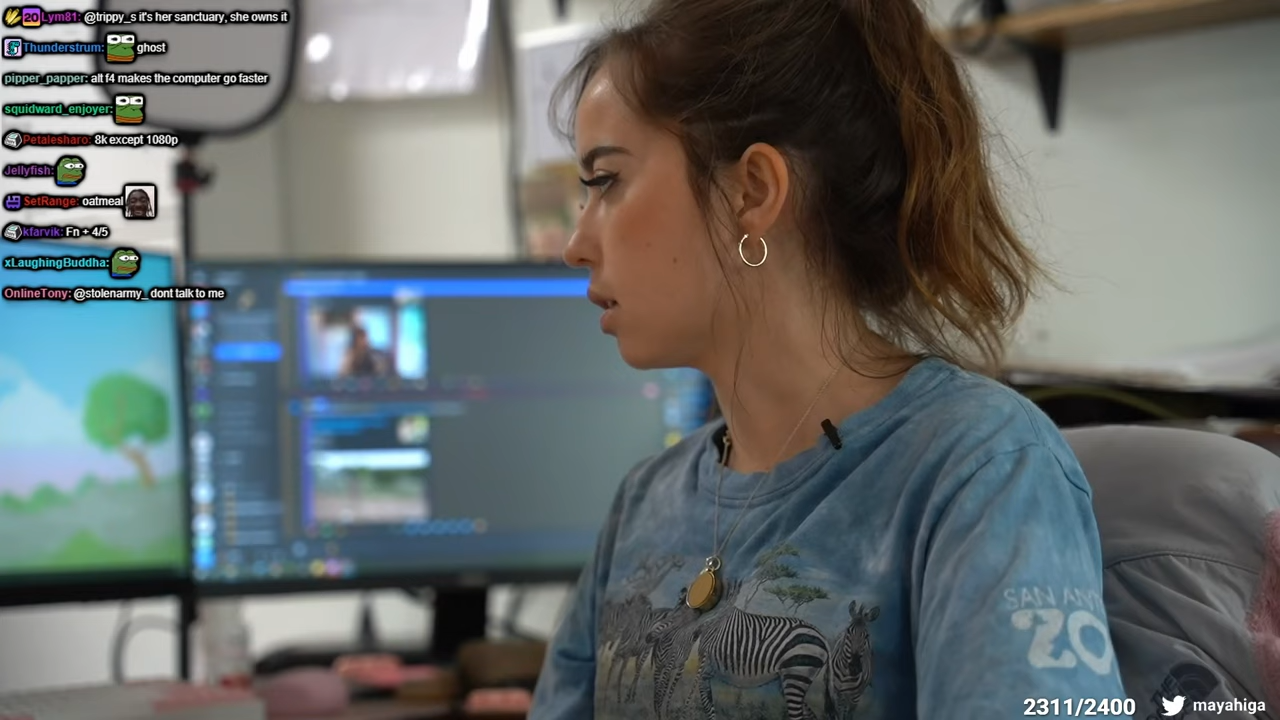 20 Lym81: @trippy_s it's her sanctuary, she owns it
Thunderstrum: ghost
pipper_papper: alt f4 makes the computer go faster
squidward_enjoyer:
Petalesharo: 8k except 1080p
Jellyfish:
SetRange: oatmeal
kfarvik: Fn + 4/5
xLaughingBuddha:
OnlineTony: @stolenarmy_ dont talk to me
SAN ANT
ZO
2311/2400
mayahiga